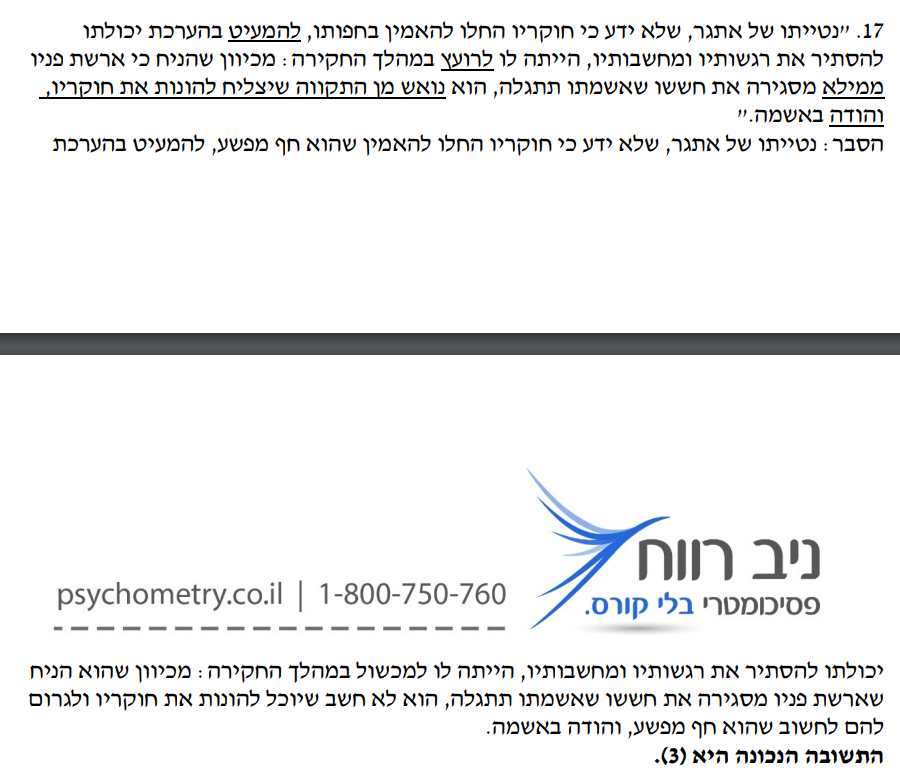 17. "נטייתו של אתגר, שלא ידע כי חוקריו החלו להאמין בחפותו, להמעיט בהערכת יכולתו
להסתיר את רגשותיו ומחשבותיו, הייתה לו לרועץ במהלך החקירה: מכיוון שהניח כי ארשת פניו
ממילא מסגירה את חששו שאשמתו תתגלה, הוא נואש מן התקווה שיצליח להונות את חוקריו,
והודה באשמה."
הסבר: נטייתו של אתגר, שלא ידע כי חוקריו החלו להאמין שהוא חף מפשע, להמעיט בהערכת
ניב רווח
פסיכומטרי בלי קורס.
psychometry.co.il | 1-800-750-760
יכולתו להסתיר את רגשותיו ומחשבותיו, הייתה לו למכשול במהלך החקירה: מכיוון שהוא הניח
שארשת פניו מסגירה את חששו שאשמתו תתגלה, הוא לא חשב שיוכל להונות את חוקריו ולגרום
להם לחשוב שהוא חף מפשע, והודה באשמה.
התשובה הנכונה היא (3).